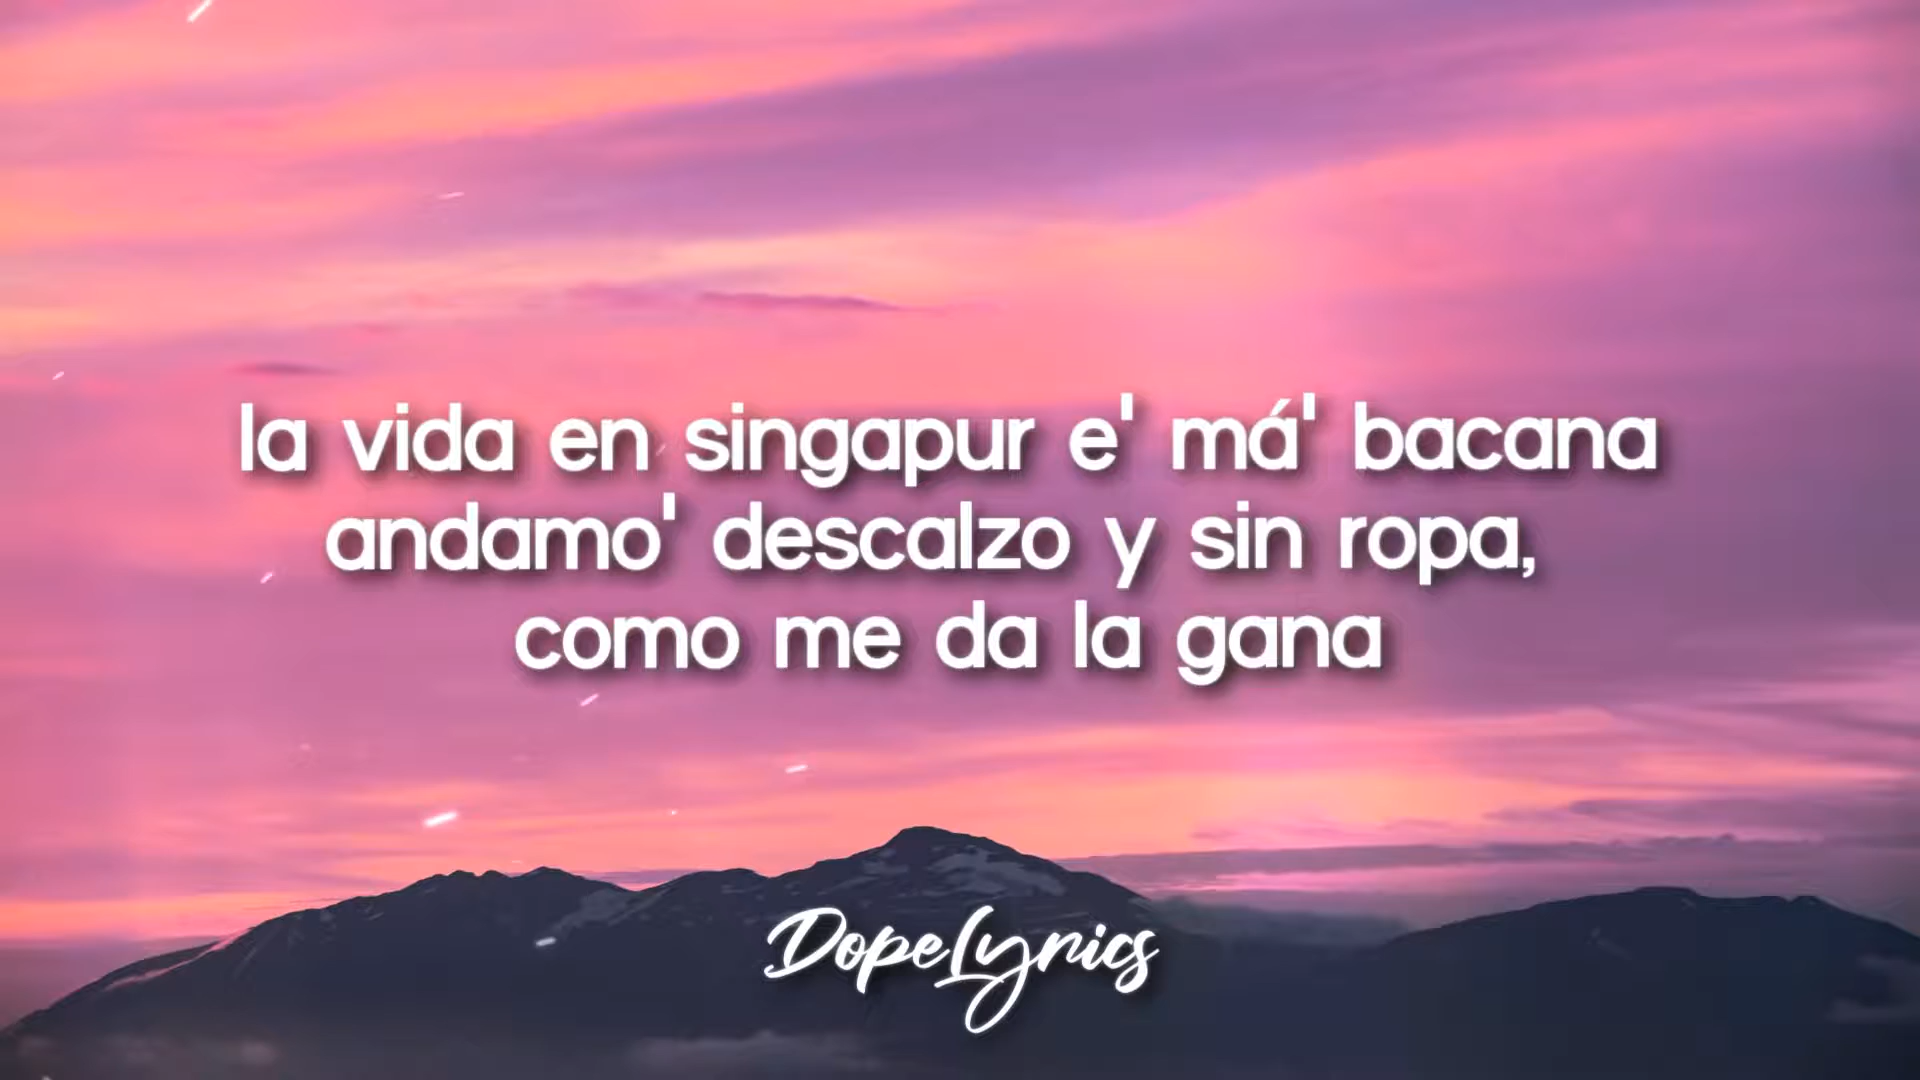 la vida en singapur e' má' bacana
andamo' descalzo y sin ropa,
como me da la gana
DopeLyrics